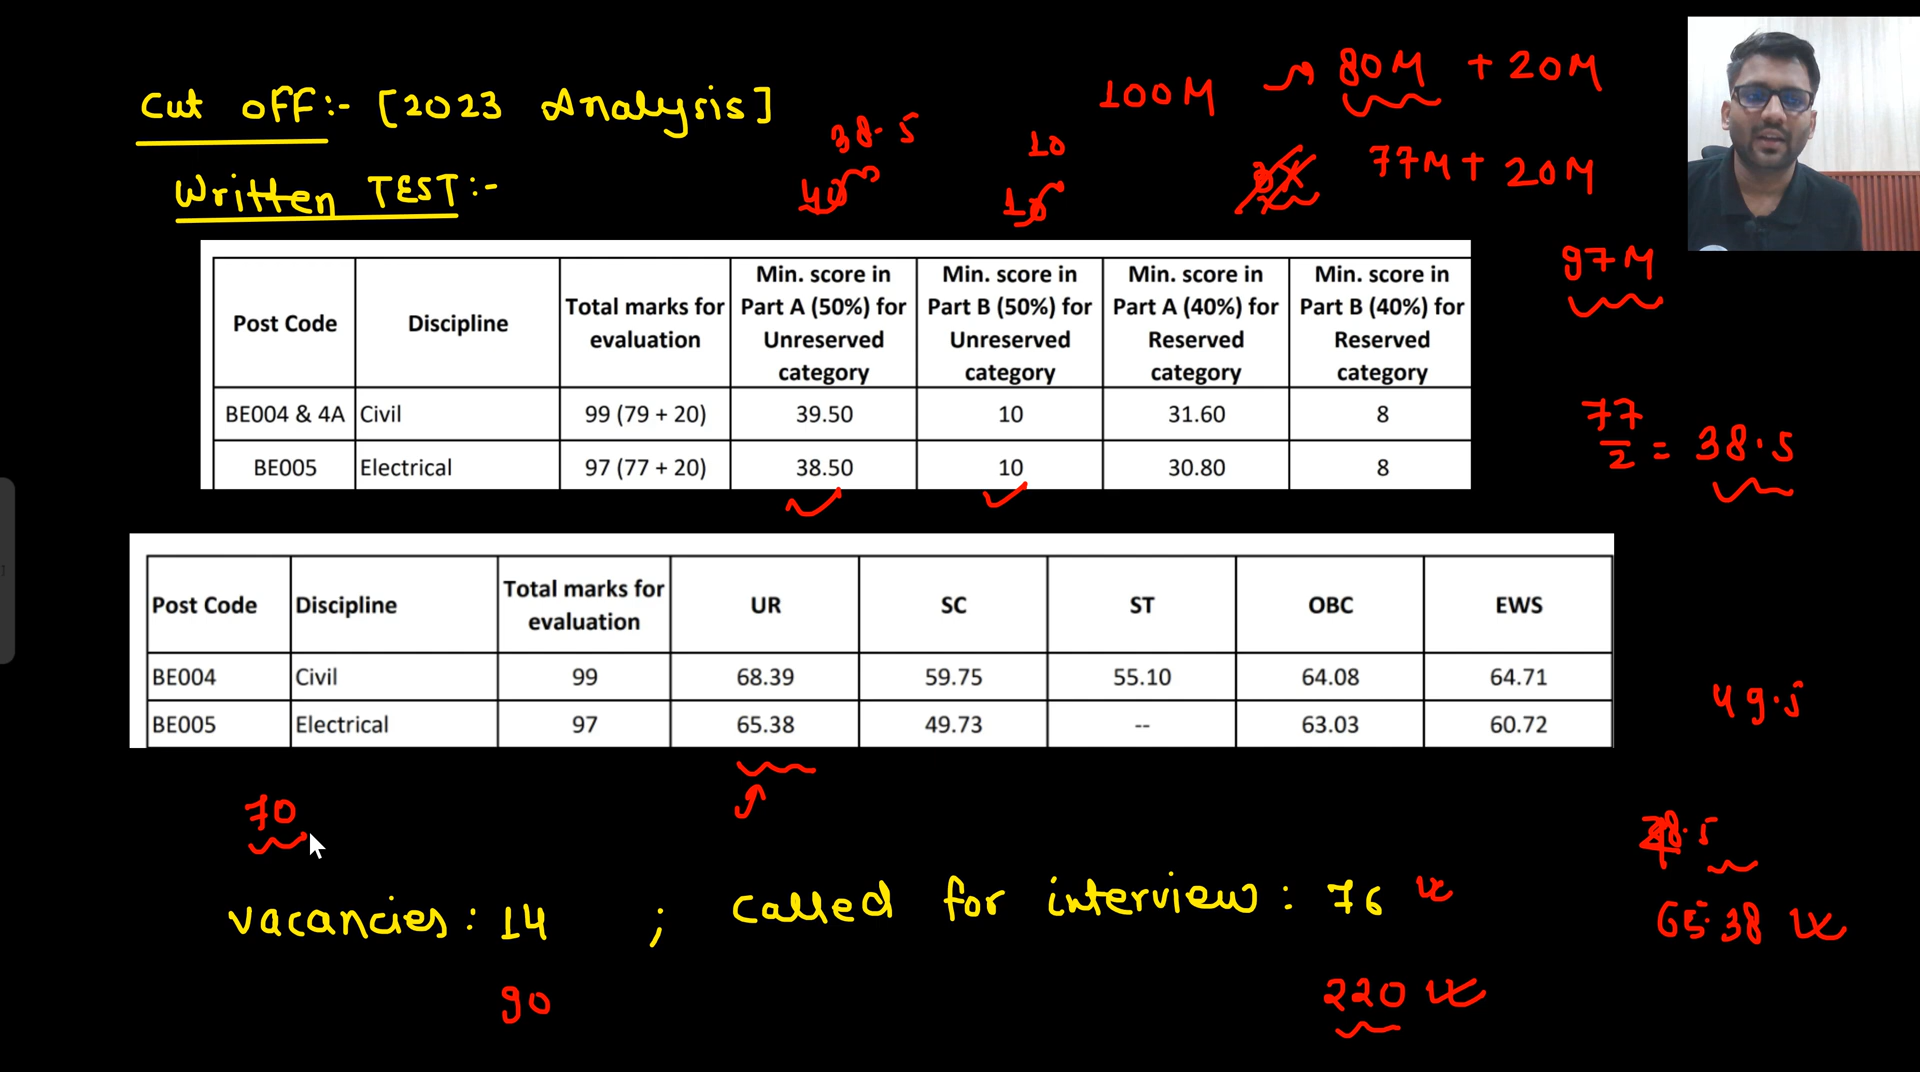 Cut off:- [2023 Analysis]
100M → 80M + 20M
38.5
10
77M + 20M
Written TEST:-
97M
Post Code Discipline Total marks for evaluation Min. score in Part A (50%) for Unreserved category Min. score in Part B (50%) for Unreserved category Min. score in Part A (40%) for Reserved category Min. score in Part B (40%) for Reserved category
BE004 & 4A Civil 99 (79 + 20) 39.50 10 31.60 8
BE005 Electrical 97 (77 + 20) 38.50 10 30.80 8
77/2 = 38.5
Post Code Discipline Total marks for evaluation UR SC ST OBC EWS
BE004 Civil 99 68.39 59.75 55.10 64.08 64.71
BE005 Electrical 97 65.38 49.73 -- 63.03 60.72
49.5
70
vacancies: 14 ; called for interview: 76
65.38
90
220